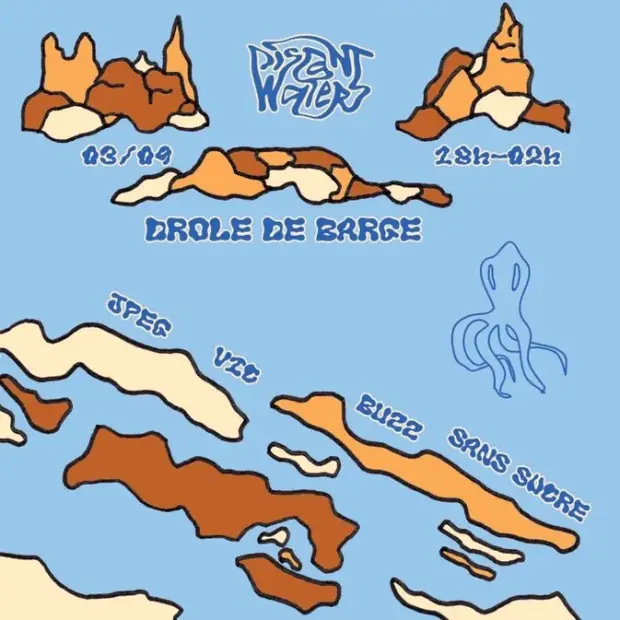 Distant
Waters
03/09
18h-02h
DROLE DE BARGE
JPEG
VIC
BUZZ
SANS SUCRE